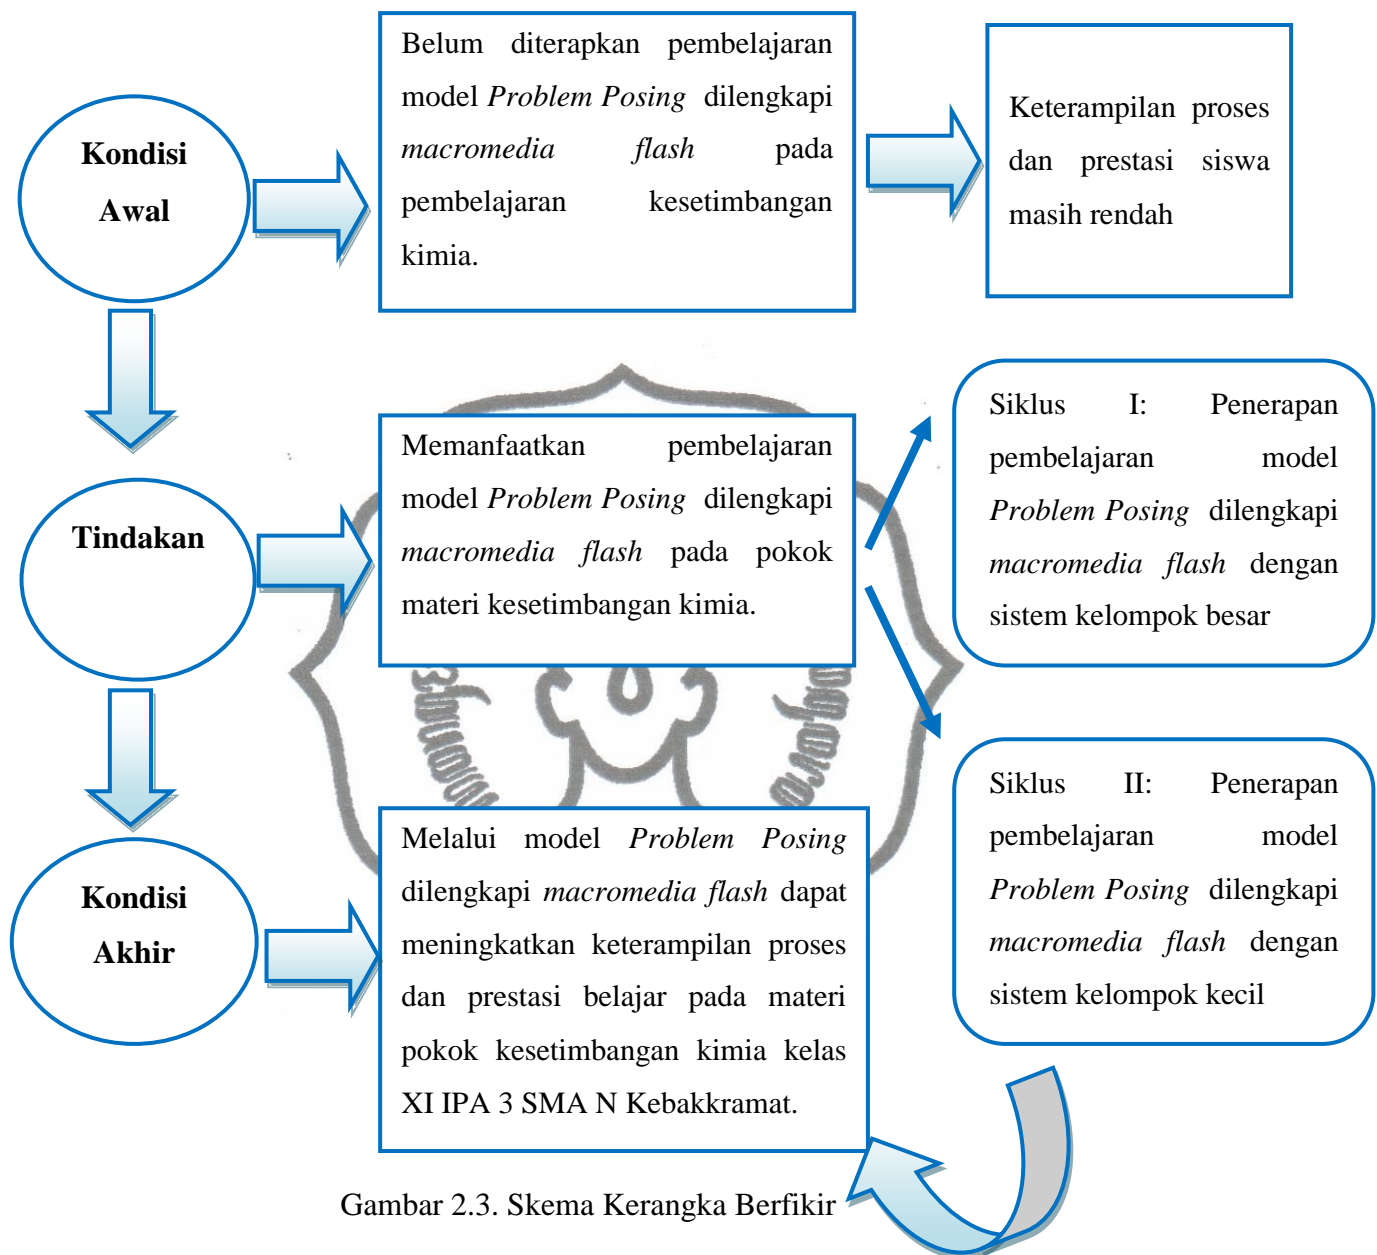 Kondisi
Awal
Belum diterapkan pembelajaran
model Problem Posing dilengkapi
macromedia flash pada
pembelajaran kesetimbangan
kimia.
Keterampilan proses
dan prestasi siswa
masih rendah
Tindakan
Memanfaatkan pembelajaran
model Problem Posing dilengkapi
macromedia flash pada pokok
materi kesetimbangan kimia.
Siklus I: Penerapan
pembelajaran model
Problem Posing dilengkapi
macromedia flash dengan
sistem kelompok besar
Siklus II: Penerapan
pembelajaran model
Problem Posing dilengkapi
macromedia flash dengan
sistem kelompok kecil
Kondisi
Akhir
Melalui model Problem Posing
dilengkapi macromedia flash dapat
meningkatkan keterampilan proses
dan prestasi belajar pada materi
pokok kesetimbangan kimia kelas
XI IPA 3 SMA N Kebakkramat.
Gambar 2.3. Skema Kerangka Berfikir